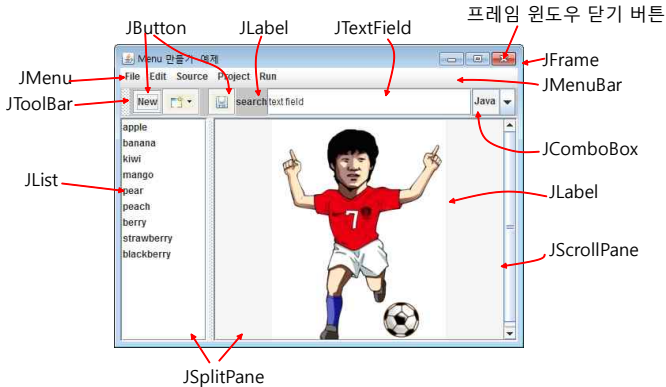 프레임 윈도우 닫기 버튼
JButton JLabel JTextField
Menu 만들기 예제
JFrame
JMenu
File Edit Source Project Run
JMenuBar
JToolBar
New
search
text field
Java
apple
banana
kiwi
mango
pear
peach
berry
strawberry
blackberry
JList
7
JComboBox
JLabel
JScrollPane
JSplitPane